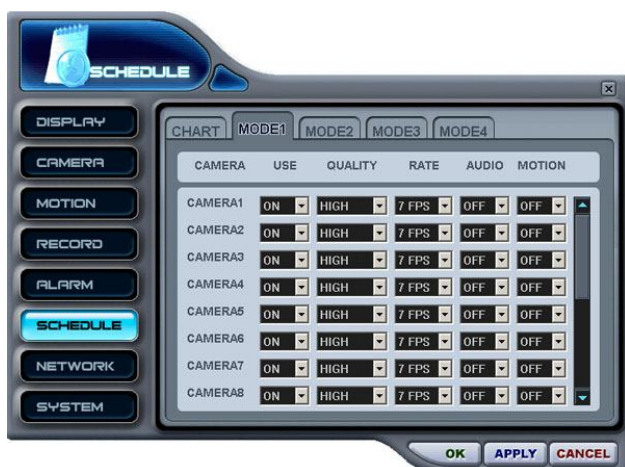 SCHEDULE
DISPLAY
CAMERA
MOTION
RECORD
ALARM
SCHEDULE
NETWORK
SYSTEM
CHART MODE1 MODE2 MODE3 MODE4
CAMERA USE QUALITY RATE AUDIO MOTION
CAMERA1 ON HIGH 7 FPS OFF OFF
CAMERA2 ON HIGH 7 FPS OFF OFF
CAMERA3 ON HIGH 7 FPS OFF OFF
CAMERA4 ON HIGH 7 FPS OFF OFF
CAMERA5 ON HIGH 7 FPS OFF OFF
CAMERA6 ON HIGH 7 FPS OFF OFF
CAMERA7 ON HIGH 7 FPS OFF OFF
CAMERA8 ON HIGH 7 FPS OFF OFF
OK APPLY CANCEL